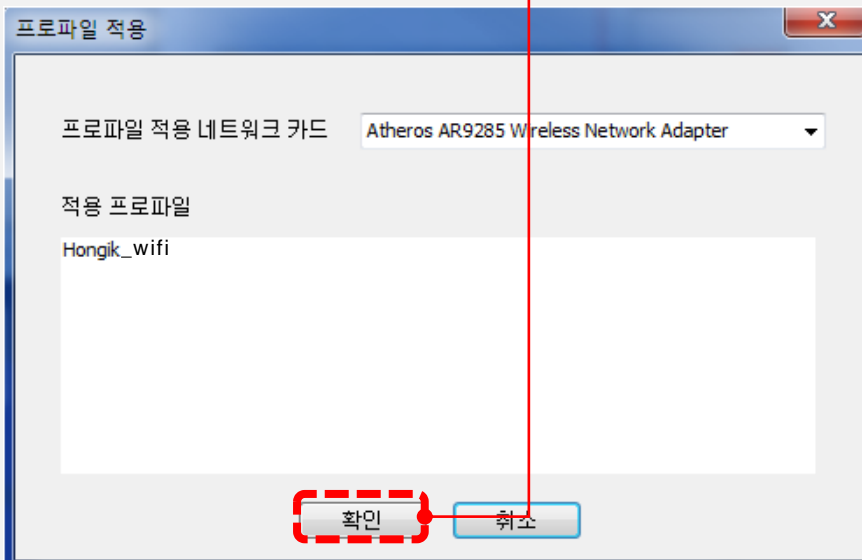 프로파일 적용
프로파일 적용 네트워크 카드 Atheros AR9285 Wireless Network Adapter
적용 프로파일
Hongik_wifi
확인 취소